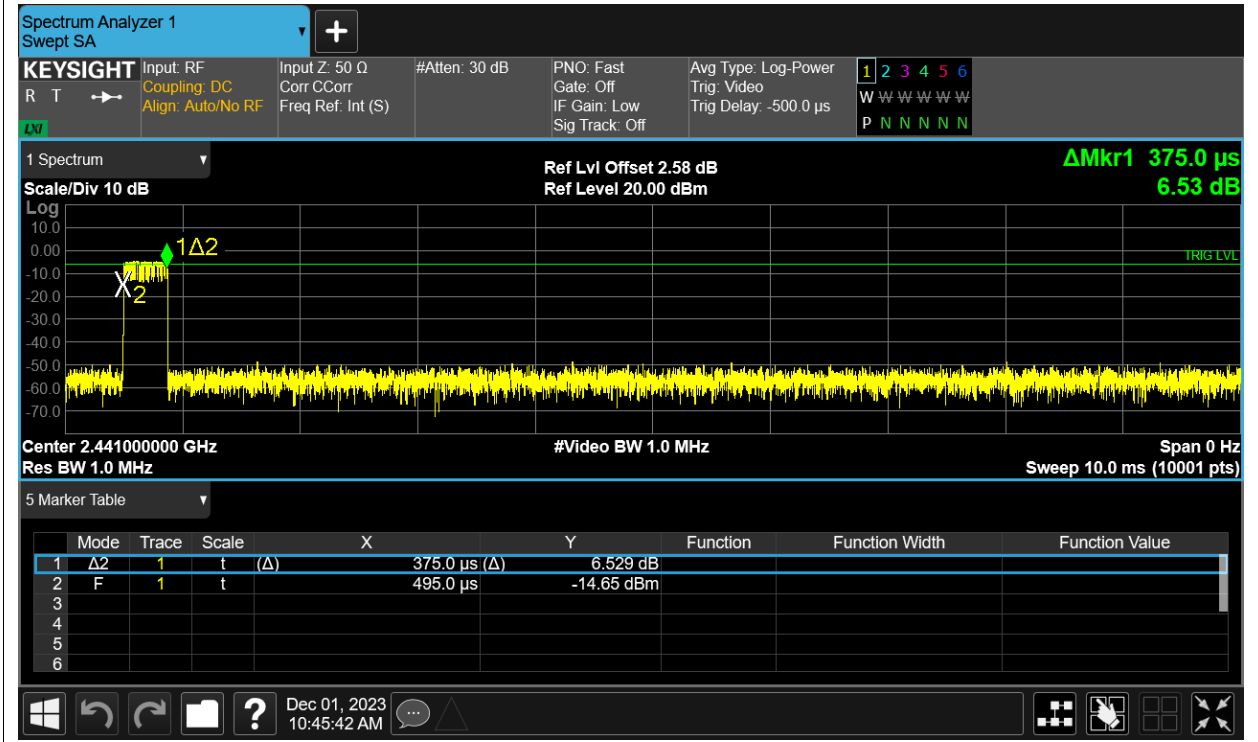 Spectrum Analyzer 1
Swept SA
+
KEYSIGHT Input: RF Input Z: 50 Ω #Atten: 30 dB PNO: Fast Avg Type: Log-Power 1 2 3 4 5 6
R T Coupling: DC Corr CCorr Gate: Off Trig: Video W W W W W W
Align: Auto/No RF Freq Ref: Int (S) IF Gain: Low Trig Delay: -500.0 µs
LXI Sig Track: Off P N N N N N
1 Spectrum Ref Lvl Offset 2.58 dB ΔMkr1 375.0 µs
Scale/Div 10 dB Ref Level 20.00 dBm 6.53 dB
Log
10.0
0.00 1Δ2 TRIG LVL
-10.0
X2
-20.0
-30.0
-40.0
-50.0
-60.0
-70.0
Center 2.441000000 GHz #Video BW 1.0 MHz Span 0 Hz
Res BW 1.0 MHz Sweep 10.0 ms (10001 pts)
5 Marker Table
Mode Trace Scale X Y Function Function Width Function Value
1 Δ2 1 t (Δ) 375.0 µs (Δ) 6.529 dB
2 F 1 t 495.0 µs -14.65 dBm
3
4
5
6
? Dec 01, 2023
10:45:42 AM